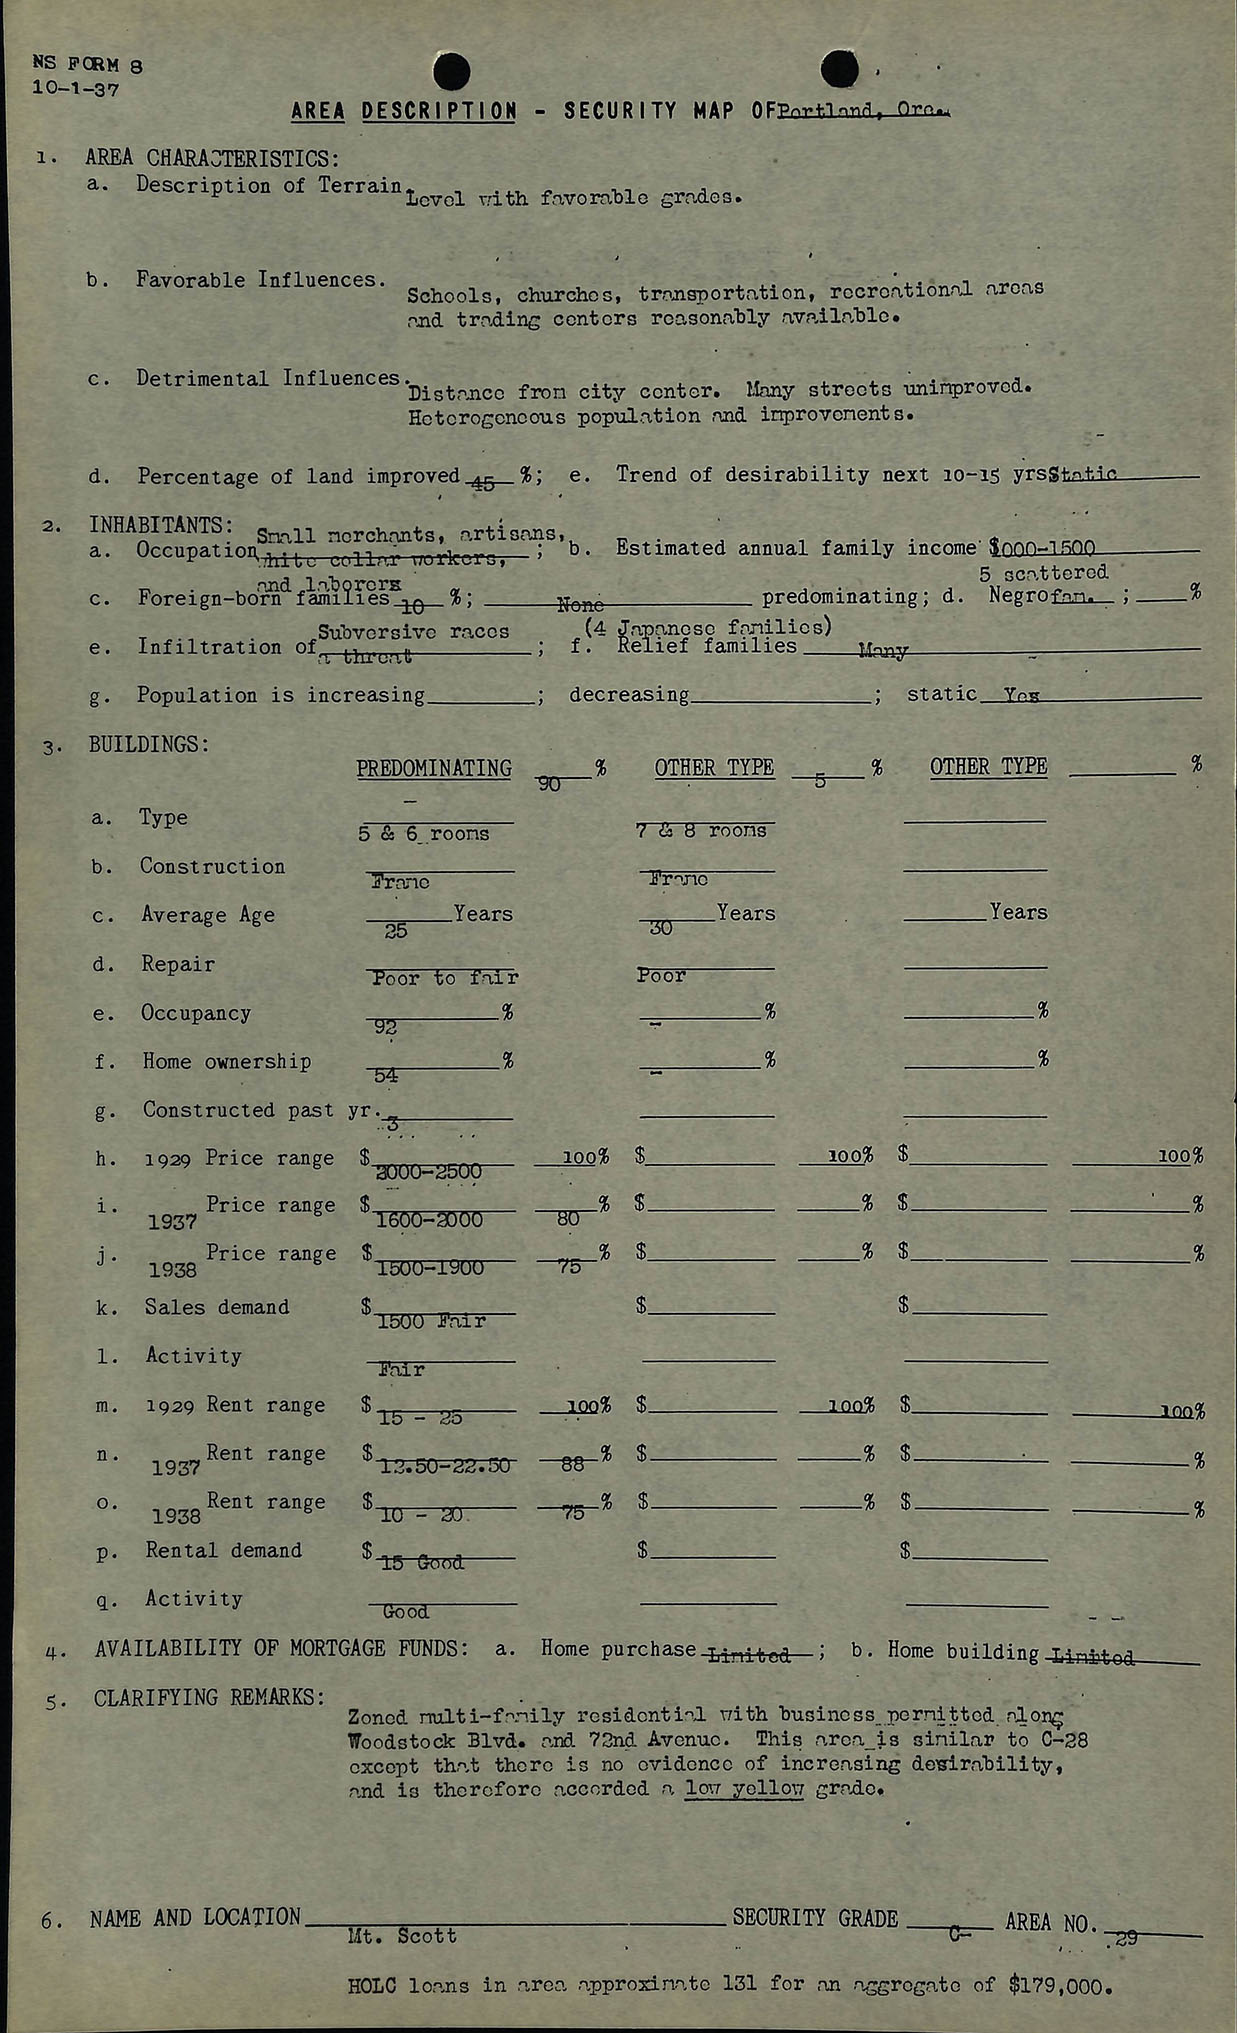 NS FORM 8
10-1-37
AREA DESCRIPTION - SECURITY MAP OF Portland, Ore.
1. AREA CHARACTERISTICS:
a. Description of Terrain. Level with favorable grades.
b. Favorable Influences. Schools, churches, transportation, recreational areas
and trading centers reasonably available.
c. Detrimental Influences. Distance from city center. Many streets unimproved.
Heterogeneous population and improvements.
d. Percentage of land improved 45 %; e. Trend of desirability next 10-15 yrs Static
2. INHABITANTS:
a. Occupation Small merchants, artisans, white collar workers, and laborers; b. Estimated annual family income $000-1500
c. Foreign-born families 10 %; None predominating; d. Negro 5 scattered fam. ; %
e. Infiltration of Subversive races a threat ; f. Relief families (4 Japanese families) Many
g. Population is increasing ; decreasing ; static Yes
3. BUILDINGS:
PREDOMINATING 90 % OTHER TYPE 5 % OTHER TYPE %
a. Type 5 & 6 rooms 7 & 8 rooms
b. Construction Frame Frame
c. Average Age 25 Years 30 Years Years
d. Repair Poor to fair Poor
e. Occupancy 92 % - % %
f. Home ownership 54 % - % %
g. Constructed past yr. 3
h. 1929 Price range $ 2000-2500 100% $ 100% $ 100%
i. 1937 Price range $ 1600-2000 80 % $ % $ %
j. 1938 Price range $ 1500-1900 75 % $ % $ %
k. Sales demand $ 1500 Fair $ $
l. Activity Fair
m. 1929 Rent range $ 15 - 25 100% $ 100% $ 100%
n. 1937 Rent range $ 12.50-22.50 88 % $ % $ %
o. 1938 Rent range $ 10 - 20 75 % $ % $ %
p. Rental demand $ 15 Good $ $
q. Activity Good
4. AVAILABILITY OF MORTGAGE FUNDS: a. Home purchase Limited ; b. Home building Limited
5. CLARIFYING REMARKS:
Zoned multi-family residential with business permitted along
Woodstock Blvd. and 72nd Avenue. This area is similar to C-28
except that there is no evidence of increasing desirability,
and is therefore accorded a low yellow grade.
6. NAME AND LOCATION Mt. Scott SECURITY GRADE C- AREA NO. 29
HOLC loans in area approximate 131 for an aggregate of $179,000.